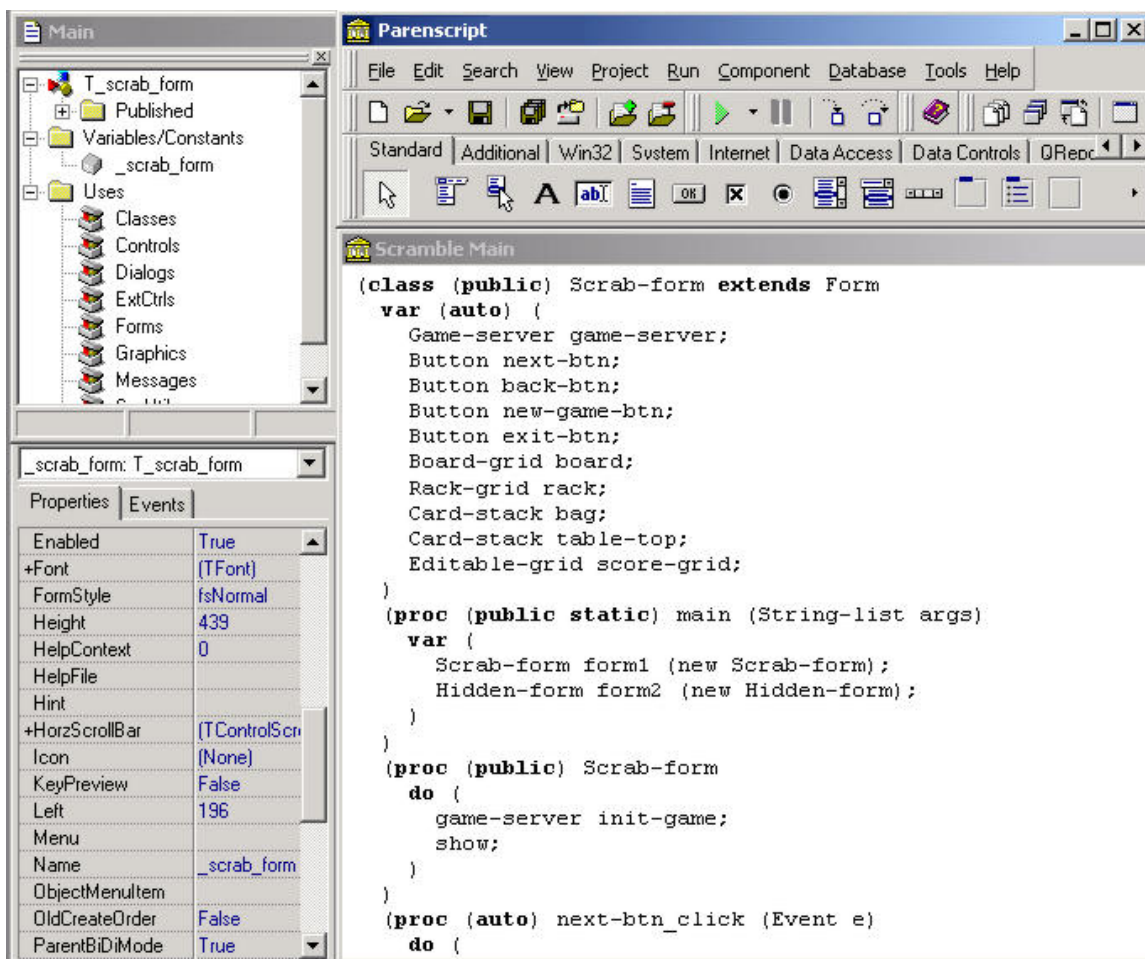 Main
T_scrab_form
Published
Variables/Constants
_scrab_form
Uses
Classes
Controls
Dialogs
ExtCtrls
Forms
Graphics
Messages
_scrab_form: T_scrab_form
Properties Events
Enabled True
+Font (TFont)
FormStyle fsNormal
Height 439
HelpContext 0
HelpFile
Hint
+HorzScrollBar (TControlScr
Icon (None)
KeyPreview False
Left 196
Menu
Name _scrab_form
ObjectMenuItem
OldCreateOrder False
ParentBiDiMode True
Parenscript
File Edit Search View Project Run Component Database Tools Help
Standard Additional Win32 System Internet Data Access Data Controls QRepo
A ab OK
Scramble Main
(class (public) Scrab-form extends Form
var (auto) (
Game-server game-server;
Button next-btn;
Button back-btn;
Button new-game-btn;
Button exit-btn;
Board-grid board;
Rack-grid rack;
Card-stack bag;
Card-stack table-top;
Editable-grid score-grid;
)
(proc (public static) main (String-list args)
var (
Scrab-form form1 (new Scrab-form);
Hidden-form form2 (new Hidden-form);
)
)
(proc (public) Scrab-form
do (
game-server init-game;
show;
)
)
(proc (auto) next-btn_click (Event e)
do (